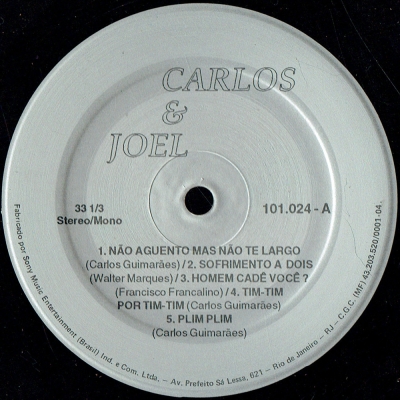 CARLOS
&
JOEL
33 1/3
Stereo/Mono
101.024 - A
1. NÃO AGUENTO MAS NÃO TE LARGO
(Carlos Guimarães) / 2. SOFRIMENTO A DOIS
(Walter Marques) / 3. HOMEM CADÊ VOCÊ ?
(Francisco Francalino) / 4. TIM-TIM
POR TIM-TIM (Carlos Guimarães)
5. PLIM PLIM
(Carlos Guimarães)
Fabricado por Sony Music Entertainment (Brasil) Ind. e Com. Ltda. – Av. Prefeito Sá Lessa, 621 – Rio de Janeiro – RJ – C.G.C. (MF) 43.203.520/0001-04.